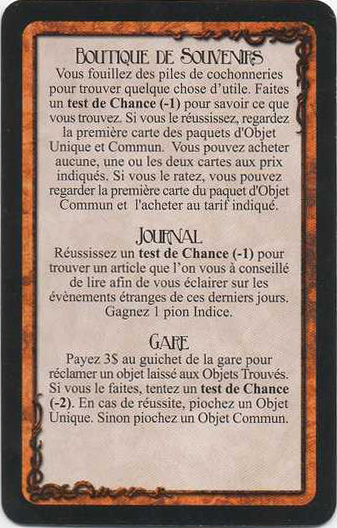 BOUTIQUE DE SOUVENIRS
Vous fouillez des piles de cochonneries
pour trouver quelque chose d'utile. Faites
un test de Chance (-1) pour savoir ce que
vous trouvez. Si vous le réussissez, regardez
la première carte des paquets d'Objet
Unique et Commun. Vous pouvez acheter
aucune, une ou les deux cartes aux prix
indiqués. Si vous le ratez, vous pouvez
regarder la première carte du paquet d'Objet
Commun et l'acheter au tarif indiqué.
JOURNAL
Réussissez un test de Chance (-1) pour
trouver un article que l'on vous à conseillé
de lire afin de vous éclairer sur les
évènements étranges de ces derniers jours.
Gagnez 1 pion Indice.
GARE
Payez 3$ au guichet de la gare pour
réclamer un objet laissé aux Objets Trouvés.
Si vous le faites, tentez un test de Chance
(-2). En cas de réussite, piochez un Objet
Unique. Sinon piochez un Objet Commun.